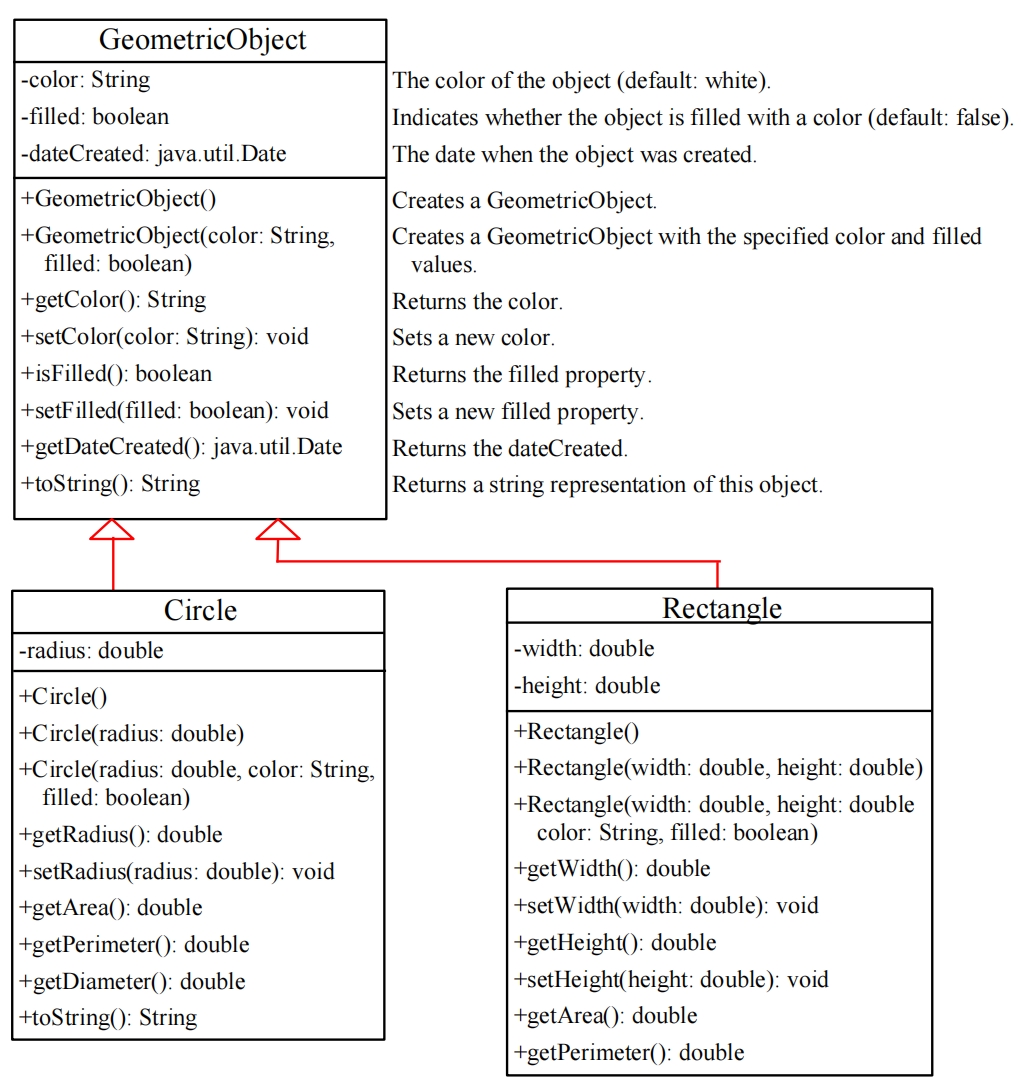 GeometricObject
-color: String
The color of the object (default: white).
-filled: boolean
Indicates whether the object is filled with a color (default: false).
-dateCreated: java.util.Date
The date when the object was created.
+GeometricObject()
Creates a GeometricObject.
+GeometricObject(color: String,
filled: boolean)
Creates a GeometricObject with the specified color and filled
values.
+getColor(): String
Returns the color.
+setColor(color: String): void
Sets a new color.
+isFilled(): boolean
Returns the filled property.
+setFilled(filled: boolean): void
Sets a new filled property.
+getDateCreated(): java.util.Date
Returns the dateCreated.
+toString(): String
Returns a string representation of this object.
Circle
-radius: double
+Circle()
+Circle(radius: double)
+Circle(radius: double, color: String,
filled: boolean)
+getRadius(): double
+setRadius(radius: double): void
+getArea(): double
+getPerimeter(): double
+getDiameter(): double
+toString(): String
Rectangle
-width: double
-height: double
+Rectangle()
+Rectangle(width: double, height: double)
+Rectangle(width: double, height: double
color: String, filled: boolean)
+getWidth(): double
+setWidth(width: double): void
+getHeight(): double
+setHeight(height: double): void
+getArea(): double
+getPerimeter(): double